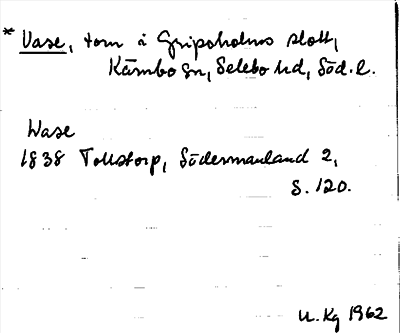 * Vase, torn å Gripsholms slott,
Kärnbo sn, Selebo hd, Söd. l.
Wase
1838 Tollstorp, Södermanland 2,
S. 120.
U. Kg 1962